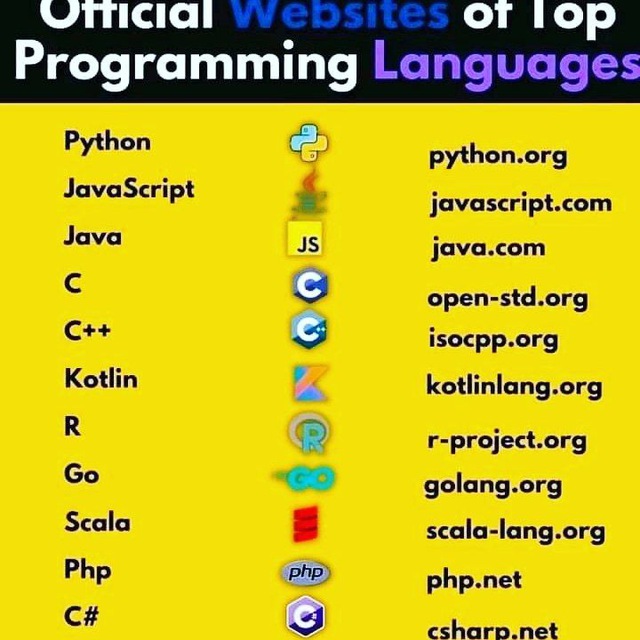 Official Websites of Top
Programming Languages
Python python.org
JavaScript javascript.com
Java JS java.com
C C open-std.org
C++ C++ isocpp.org
Kotlin kotlinlang.org
R R r-project.org
Go GO golang.org
Scala scala-lang.org
Php php php.net
C# C# csharp.net